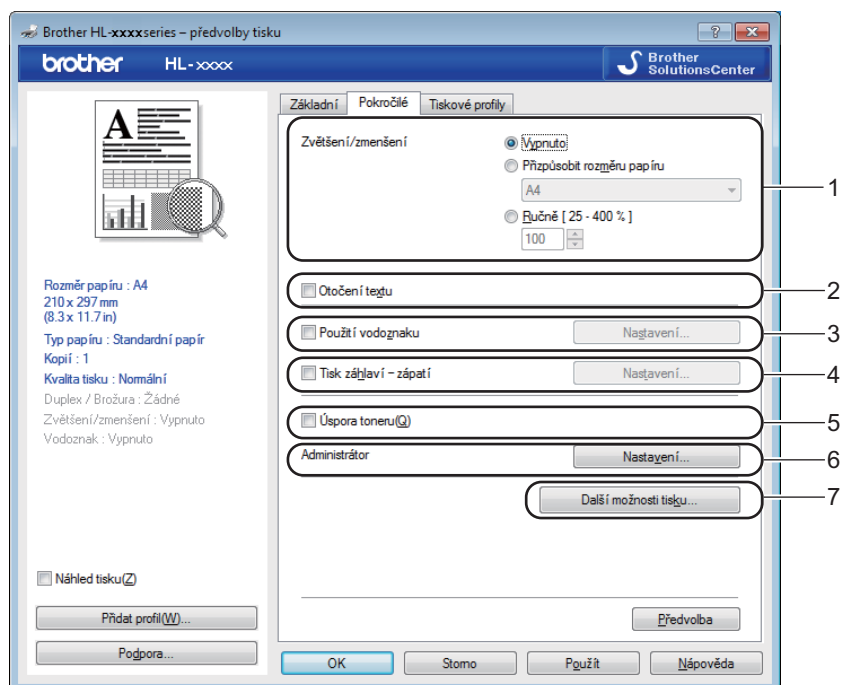 Brother HL-xxxxseries – předvolby tisku
brother HL-xxxx
Brother
SolutionsCenter
Základní Pokročilé Tiskové profily
A
Zvětšení/zmenšení
Vypnuto
Přizpůsobit rozměru papíru
A4
Ručně [ 25 - 400 % ]
100
1
Otočení textu
2
Použití vodoznaku Nastavení...
3
Tisk záhlaví – zápatí Nastavení...
4
Úspora toneru(Q)
5
Administrátor Nastavení...
6
Další možnosti tisku...
7
Rozměr papíru : A4
210 x 297 mm
(8.3 x 11.7 in)
Typ papíru : Standardní papír
Kopií : 1
Kvalita tisku : Normální
Duplex / Brožura : Žádné
Zvětšení/zmenšení : Vypnuto
Vodoznak : Vypnuto
Náhled tisku(Z)
Přidat profil(W)...
Podpora...
Předvolba
OK Storno Použít Nápověda